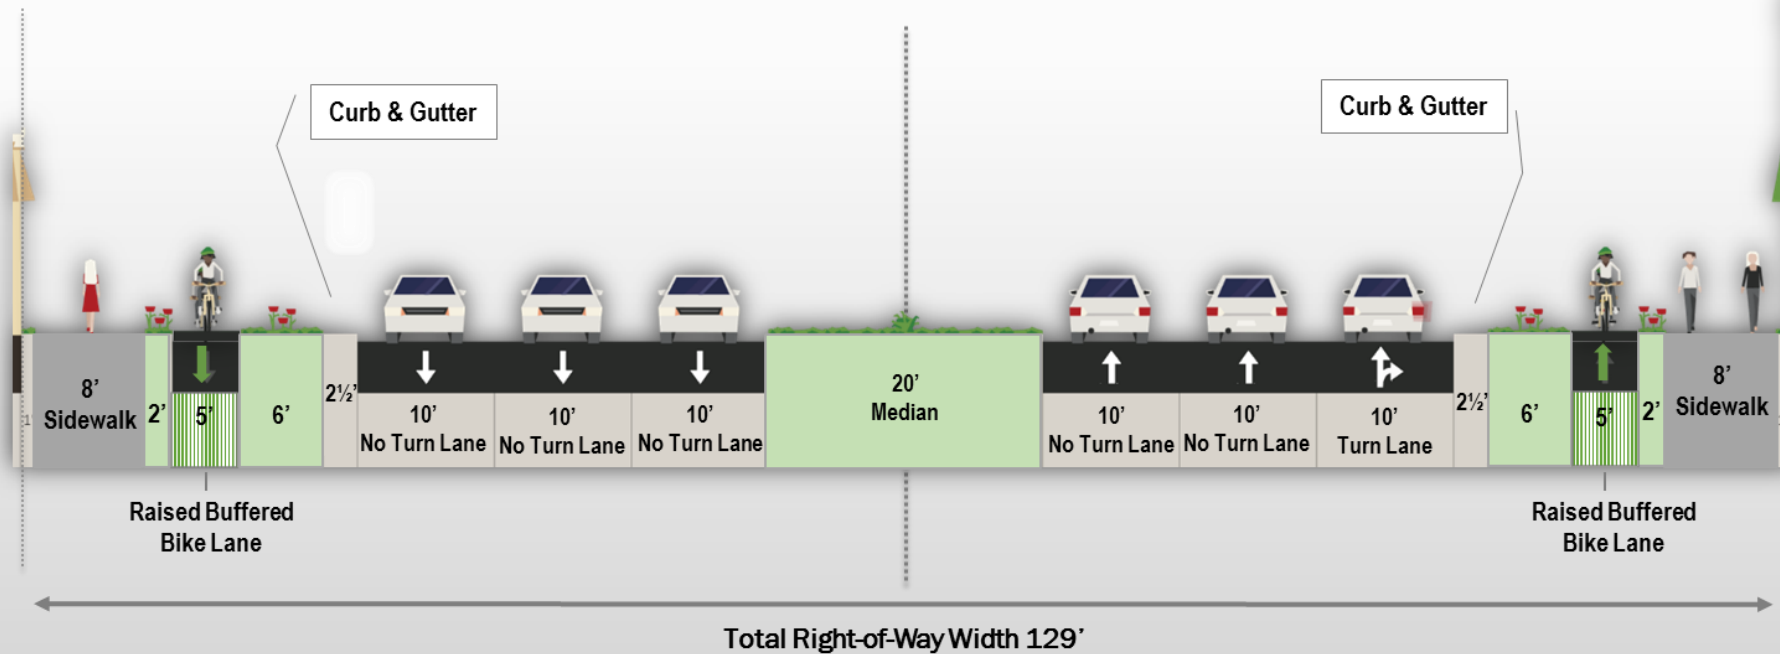 Curb & Gutter
Curb & Gutter
1'
8'
Sidewalk
2'
5'
6'
2½'
10'
No Turn Lane
10'
No Turn Lane
10'
No Turn Lane
20'
Median
10'
No Turn Lane
10'
No Turn Lane
10'
Turn Lane
2½'
6'
5'
2'
8'
Sidewalk
Raised Buffered
Bike Lane
Raised Buffered
Bike Lane
Total Right-of-Way Width 129'